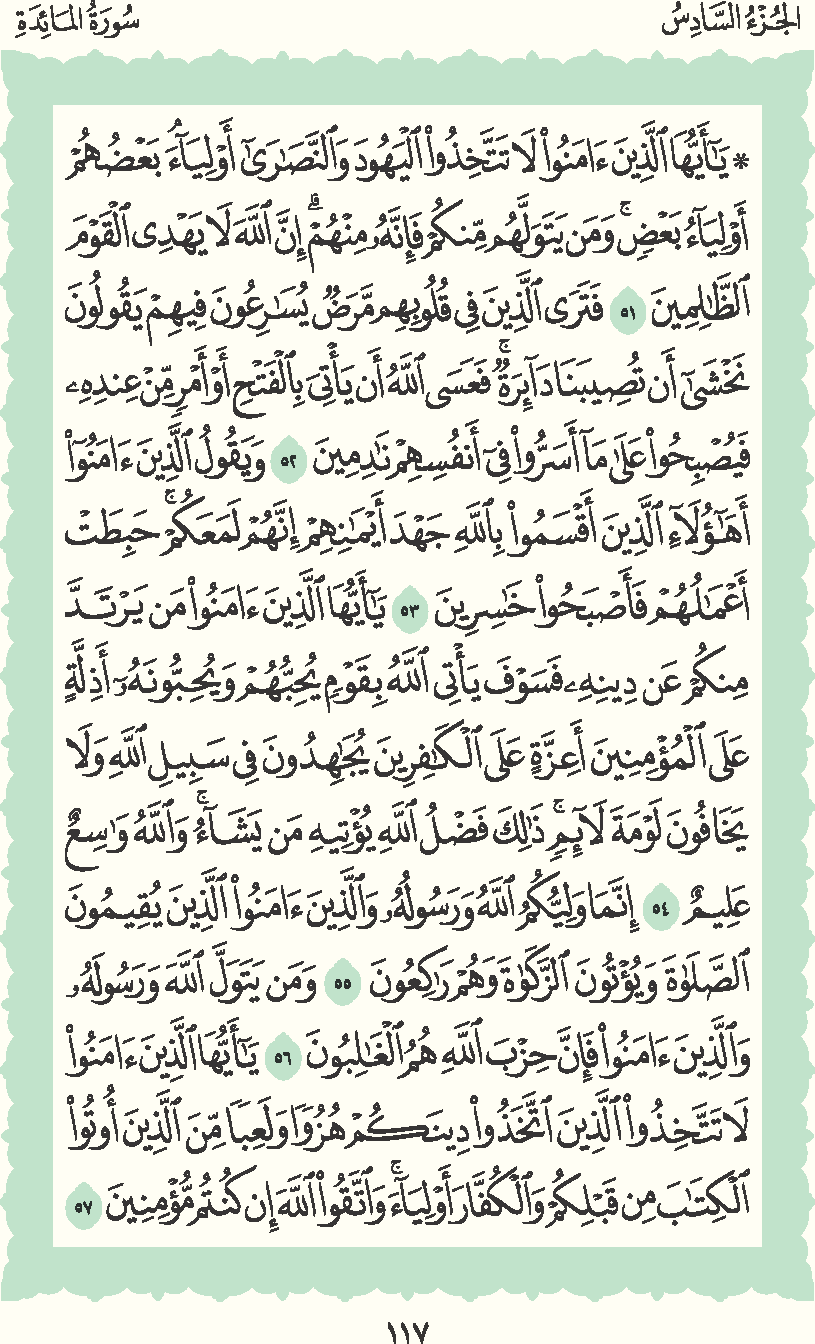 الجُزْءُ السَّادِسُ
سُورَةُ المَائِدَةِ
* يَٰٓأَيُّهَا ٱلَّذِينَ ءَامَنُوا۟ لَا تَتَّخِذُوا۟ ٱلْيَهُودَ وَٱلنَّصَٰرَىٰٓ أَوْلِيَآءَ ۘ بَعْضُهُمْ
أَوْلِيَآءُ بَعْضٍ ۚ وَمَن يَتَوَلَّهُم مِّنكُمْ فَإِنَّهُۥ مِنْهُمْ ۗ إِنَّ ٱللَّهَ لَا يَهْدِى ٱلْقَوْمَ
ٱلظَّٰلِمِينَ ٥١ فَتَرَى ٱلَّذِينَ فِى قُلُوبِهِم مَّرَضٌ يُسَٰرِعُونَ فِيهِمْ يَقُولُونَ
نَخْشَىٰٓ أَن تُصِيبَنَا دَآئِرَةٌ ۚ فَعَسَى ٱللَّهُ أَن يَأْتِىَ بِٱلْفَتْحِ أَوْ أَمْرٍ مِّنْ عِندِهِۦ
فَيُصْبِحُوا۟ عَلَىٰ مَآ أَسَرُّوا۟ فِىٓ أَنفُسِهِمْ نَٰدِمِينَ ٥٢ وَيَقُولُ ٱلَّذِينَ ءَامَنُوٓا۟
أَهَٰٓؤُلَآءِ ٱلَّذِينَ أَقْسَمُوا۟ بِٱللَّهِ جَهْدَ أَيْمَٰنِهِمْ إِنَّهُمْ لَمَعَكُمْ ۚ حَبِطَتْ
أَعْمَٰلُهُمْ فَأَصْبَحُوا۟ خَٰسِرِينَ ٥٣ يَٰٓأَيُّهَا ٱلَّذِينَ ءَامَنُوا۟ مَن يَرْتَدَّ
مِنكُمْ عَن دِينِهِۦ فَسَوْفَ يَأْتِى ٱللَّهُ بِقَوْمٍ يُحِبُّهُمْ وَيُحِبُّونَهُۥٓ أَذِلَّةٍ
عَلَى ٱلْمُؤْمِنِينَ أَعِزَّةٍ عَلَى ٱلْكَٰفِرِينَ يُجَٰهِدُونَ فِى سَبِيلِ ٱللَّهِ وَلَا
يَخَافُونَ لَوْمَةَ لَآئِمٍ ۚ ذَٰلِكَ فَضْلُ ٱللَّهِ يُؤْتِيهِ مَن يَشَآءُ ۚ وَٱللَّهُ وَٰسِعٌ
عَلِيمٌ ٥٤ إِنَّمَا وَلِيُّكُمُ ٱللَّهُ وَرَسُولُهُۥ وَٱلَّذِينَ ءَامَنُوا۟ ٱلَّذِينَ يُقِيمُونَ
ٱلصَّلَوٰةَ وَيُؤْتُونَ ٱلزَّكَوٰةَ وَهُمْ رَٰكِعُونَ ٥٥ وَمَن يَتَوَلَّ ٱللَّهَ وَرَسُولَهُۥ
وَٱلَّذِينَ ءَامَنُوا۟ فَإِنَّ حِزْبَ ٱللَّهِ هُمُ ٱلْغَٰلِبُونَ ٥٦ يَٰٓأَيُّهَا ٱلَّذِينَ ءَامَنُوا۟
لَا تَتَّخِذُوا۟ ٱلَّذِينَ ٱتَّخَذُوا۟ دِينَكُمْ هُزُوًا وَلَعِبًا مِّنَ ٱلَّذِينَ أُوتُوا۟
ٱلْكِتَٰبَ مِن قَبْلِكُمْ وَٱلْكُفَّارَ أَوْلِيَآءَ ۚ وَٱتَّقُوا۟ ٱللَّهَ إِن كُنتُم مُّؤْمِنِينَ ٥٧
١١٧